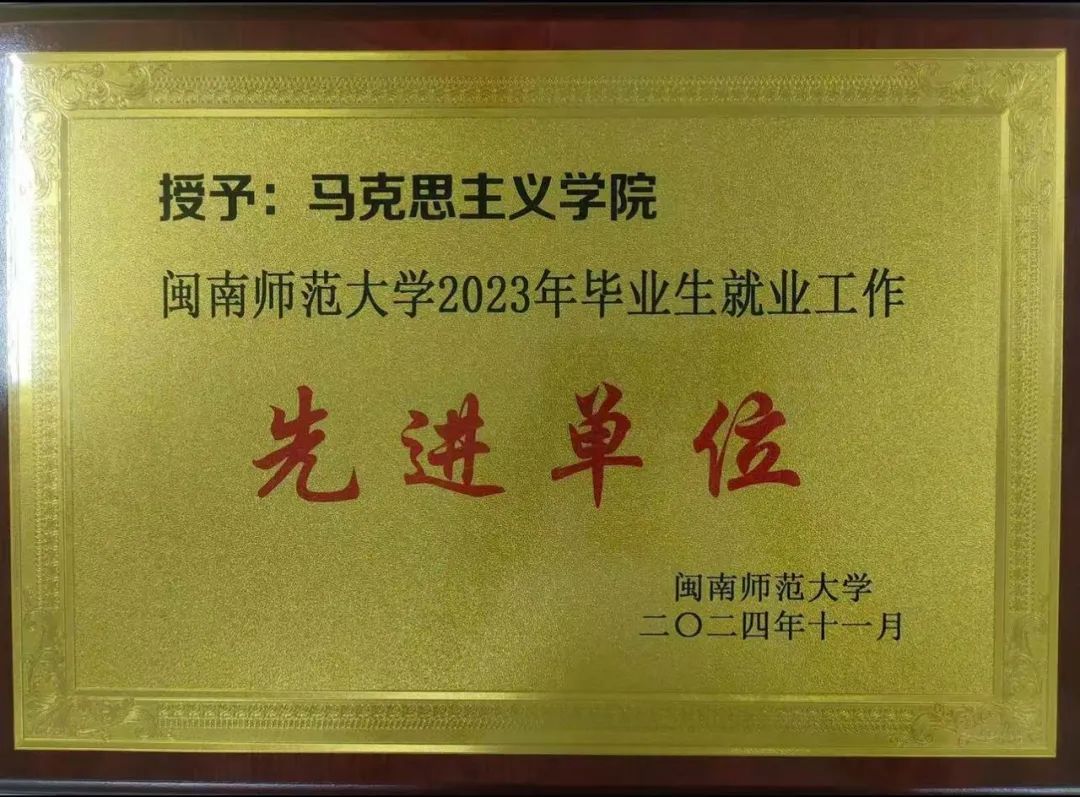 授予：马克思主义学院
闽南师范大学2023年毕业生就业工作
先进单位
闽南师范大学
二〇二四年十一月